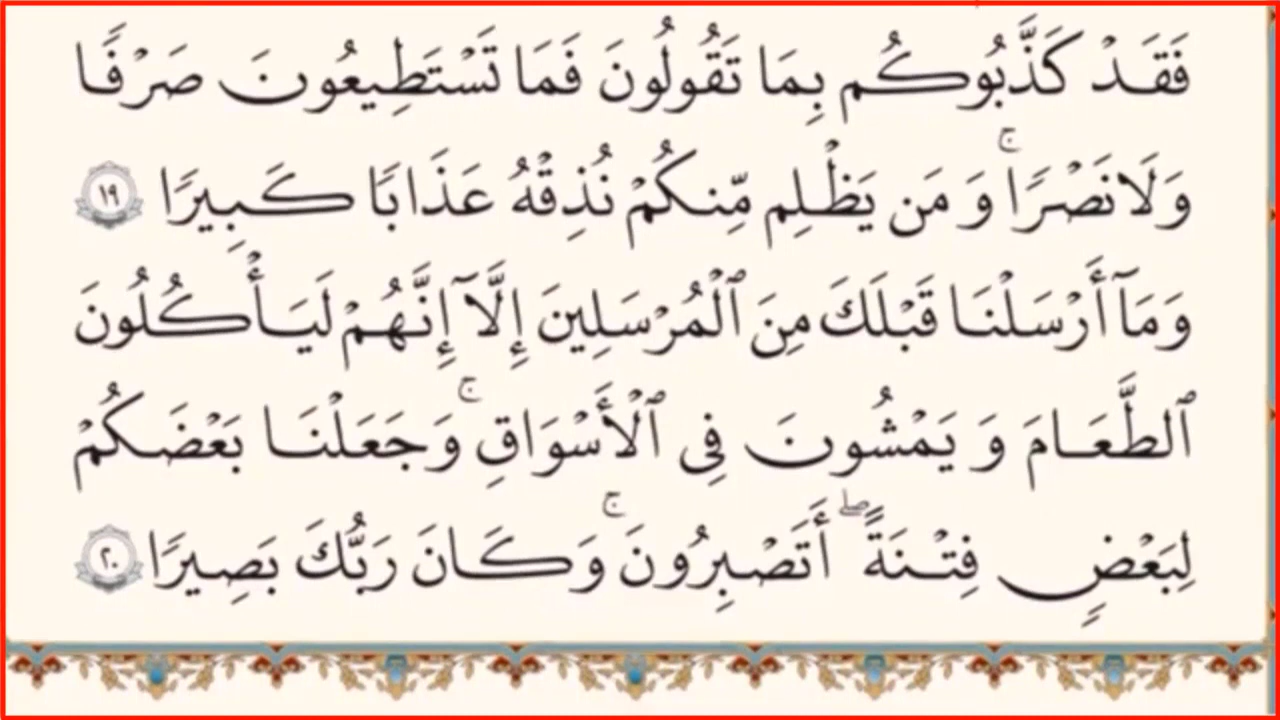 فَقَدْ كَذَّبُوكُم بِمَا تَقُولُونَ فَمَا تَسْتَطِيعُونَ صَرْفًا
وَلَا نَصْرًا ۚ وَ مَن يَظْلِم مِّنكُمْ نُذِقْهُ عَذَابًا كَبِيرًا ١٩
وَمَآ أَرْسَلْنَا قَبْلَكَ مِنَ ٱلْمُرْسَلِينَ إِلَّآ إِنَّهُمْ لَيَأْكُلُونَ
ٱلطَّعَامَ وَ يَمْشُونَ فِى ٱلْأَسْوَاقِ ۚ وَجَعَلْنَا بَعْضَكُمْ
لِبَعْضٍ فِتْنَةً ۖ أَتَصْبِرُونَ ۚ وَكَانَ رَبُّكَ بَصِيرًا ٢٠